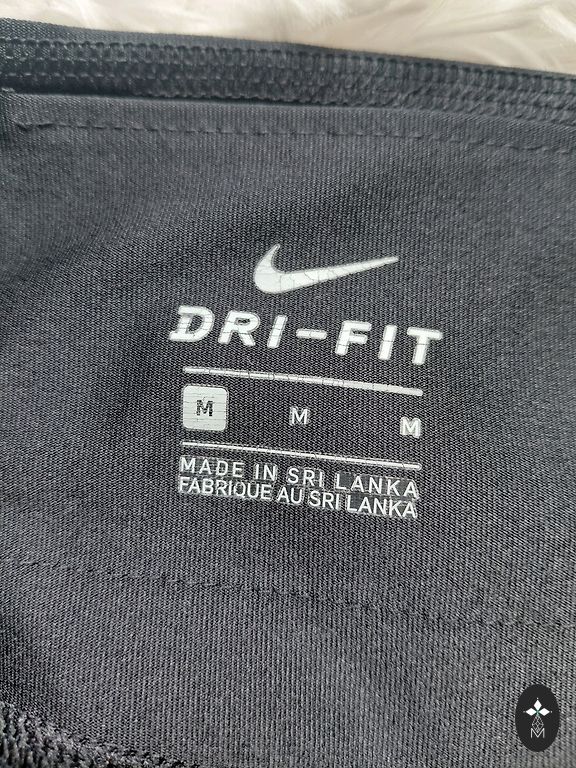 DRI-FIT
M M M
MADE IN SRI LANKA
FABRIQUE AU SRI LANKA
M